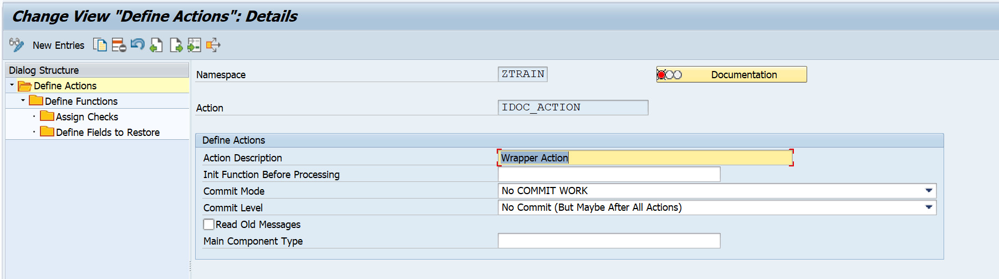 Change View "Define Actions": Details
New Entries
Dialog Structure
Define Actions
Define Functions
Assign Checks
Define Fields to Restore
Namespace ZTRAIN Documentation
Action IDOC_ACTION
Define Actions
Action Description Wrapper Action
Init Function Before Processing
Commit Mode No COMMIT WORK
Commit Level No Commit (But Maybe After All Actions)
Read Old Messages
Main Component Type